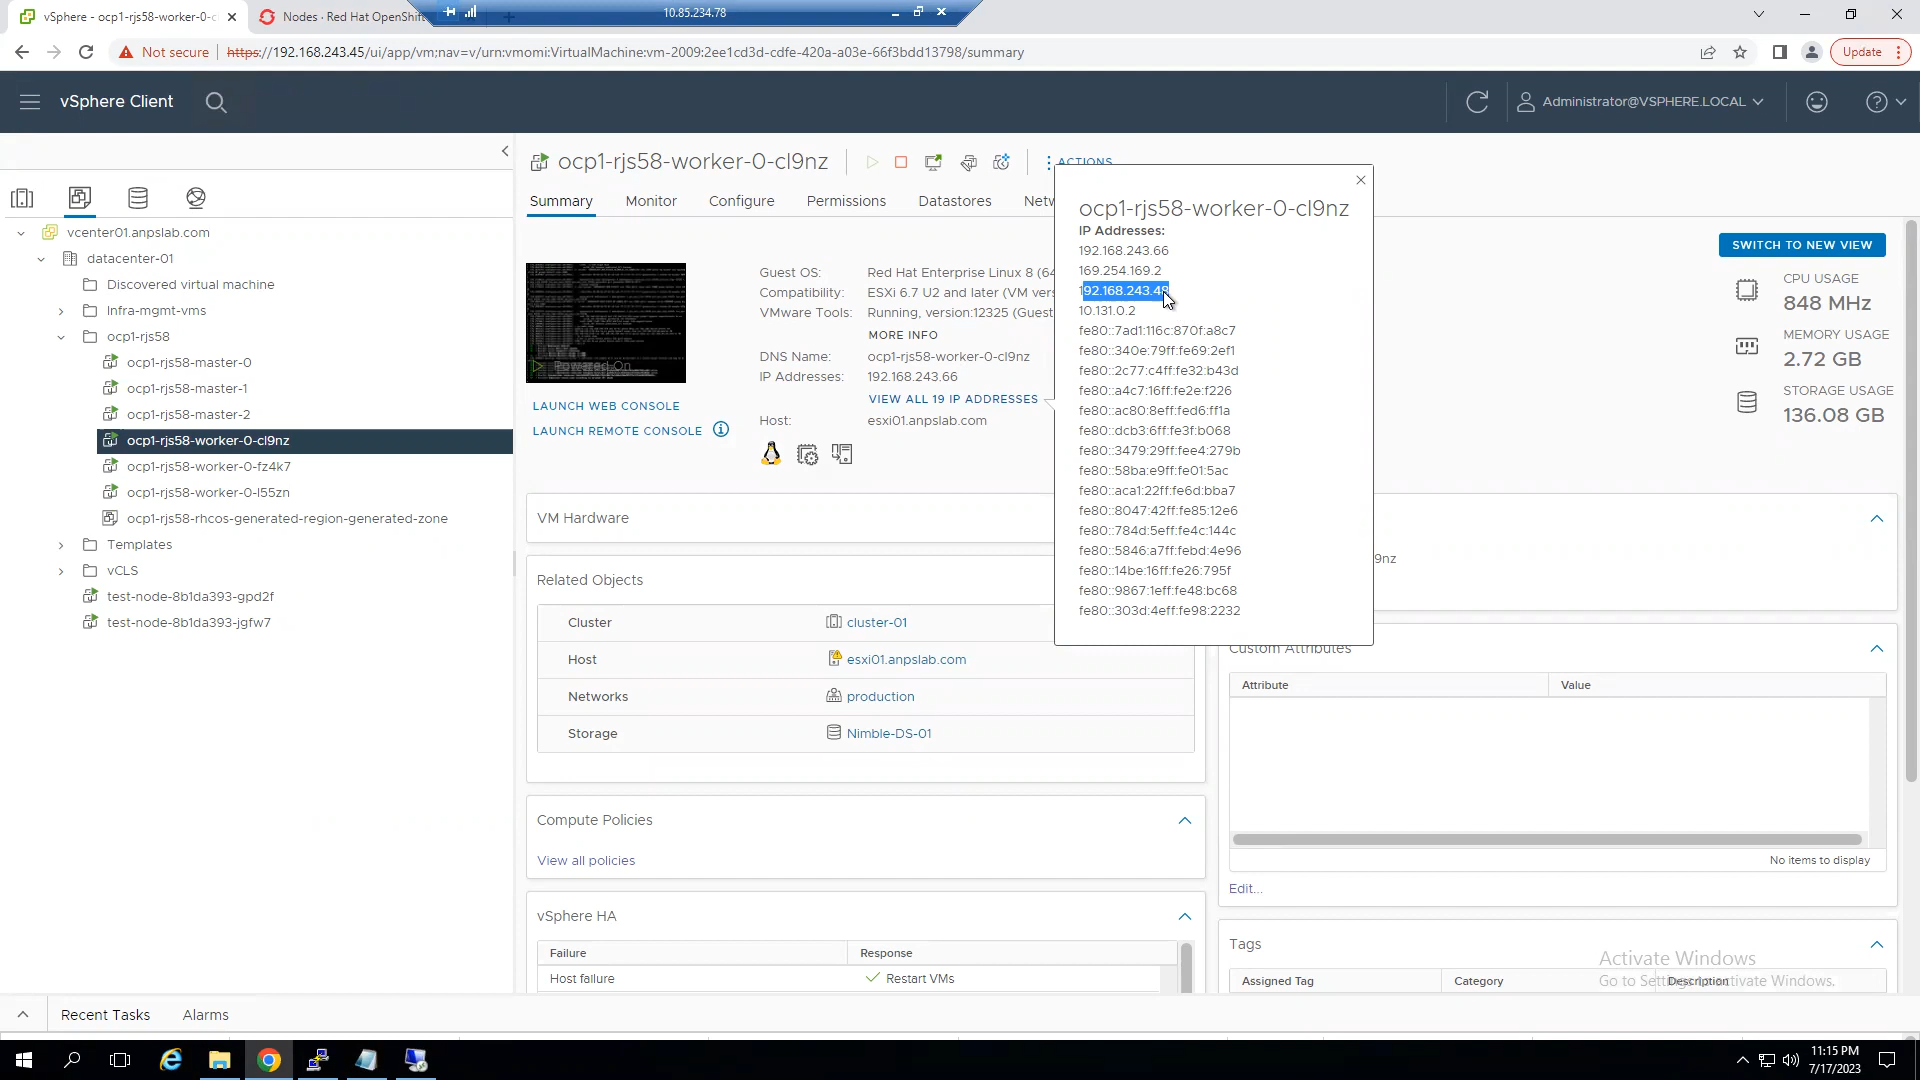 vSphere - ocp1-rjs58-worker-0-c
Nodes · Red Hat OpenShift
10.85.234.78
Not secure
https://192.168.243.45/ui/app/vm;nav=v/urn:vmomi:VirtualMachine:vm-2009:2ee1cd3d-cdfe-420a-a03e-66f3bdd13798/summary
Update
vSphere Client
Administrator@VSPHERE.LOCAL
vcenter01.anpslab.com
datacenter-01
Discovered virtual machine
Infra-mgmt-vms
ocp1-rjs58
ocp1-rjs58-master-0
ocp1-rjs58-master-1
ocp1-rjs58-master-2
ocp1-rjs58-worker-0-cl9nz
ocp1-rjs58-worker-0-fz4k7
ocp1-rjs58-worker-0-l55zn
ocp1-rjs58-rhcos-generated-region-generated-zone
Templates
vCLS
test-node-8b1da393-gpd2f
test-node-8b1da393-jgfw7
ocp1-rjs58-worker-0-cl9nz
ACTIONS
Summary
Monitor
Configure
Permissions
Datastores
Netw
Powered On
LAUNCH WEB CONSOLE
LAUNCH REMOTE CONSOLE
Guest OS: Red Hat Enterprise Linux 8 (64
Compatibility: ESXi 6.7 U2 and later (VM vers
VMware Tools: Running, version:12325 (Guest
MORE INFO
DNS Name: ocp1-rjs58-worker-0-cl9nz
IP Addresses: 192.168.243.66
VIEW ALL 19 IP ADDRESSES
Host: esxi01.anpslab.com
ocp1-rjs58-worker-0-cl9nz
IP Addresses:
192.168.243.66
169.254.169.2
192.168.243.48
10.131.0.2
fe80::7ad1:116c:870f:a8c7
fe80::340e:79ff:fe69:2ef1
fe80::2c77:c4ff:fe32:b43d
fe80::a4c7:16ff:fe2e:f226
fe80::ac80:8eff:fed6:ff1a
fe80::dcb3:6ff:fe3f:b068
fe80::3479:29ff:fee4:279b
fe80::58ba:e9ff:fe01:5ac
fe80::aca1:22ff:fe6d:bba7
fe80::8047:42ff:fe85:12e6
fe80::784d:5eff:fe4c:144c
fe80::5846:a7ff:febd:4e96
fe80::14be:16ff:fe26:795f
fe80::9867:1eff:fe48:bc68
fe80::303d:4eff:fe98:2232
SWITCH TO NEW VIEW
CPU USAGE
848 MHz
MEMORY USAGE
2.72 GB
STORAGE USAGE
136.08 GB
VM Hardware
Related Objects
Cluster cluster-01
Host esxi01.anpslab.com
Networks production
Storage Nimble-DS-01
Compute Policies
View all policies
vSphere HA
Failure Response
Host failure Restart VMs
9nz
Custom Attributes
Attribute Value
No items to display
Edit...
Tags
Assigned Tag Category Description
Activate Windows
Go to Settings to activate Windows.
Recent Tasks
Alarms
11:15 PM
7/17/2023